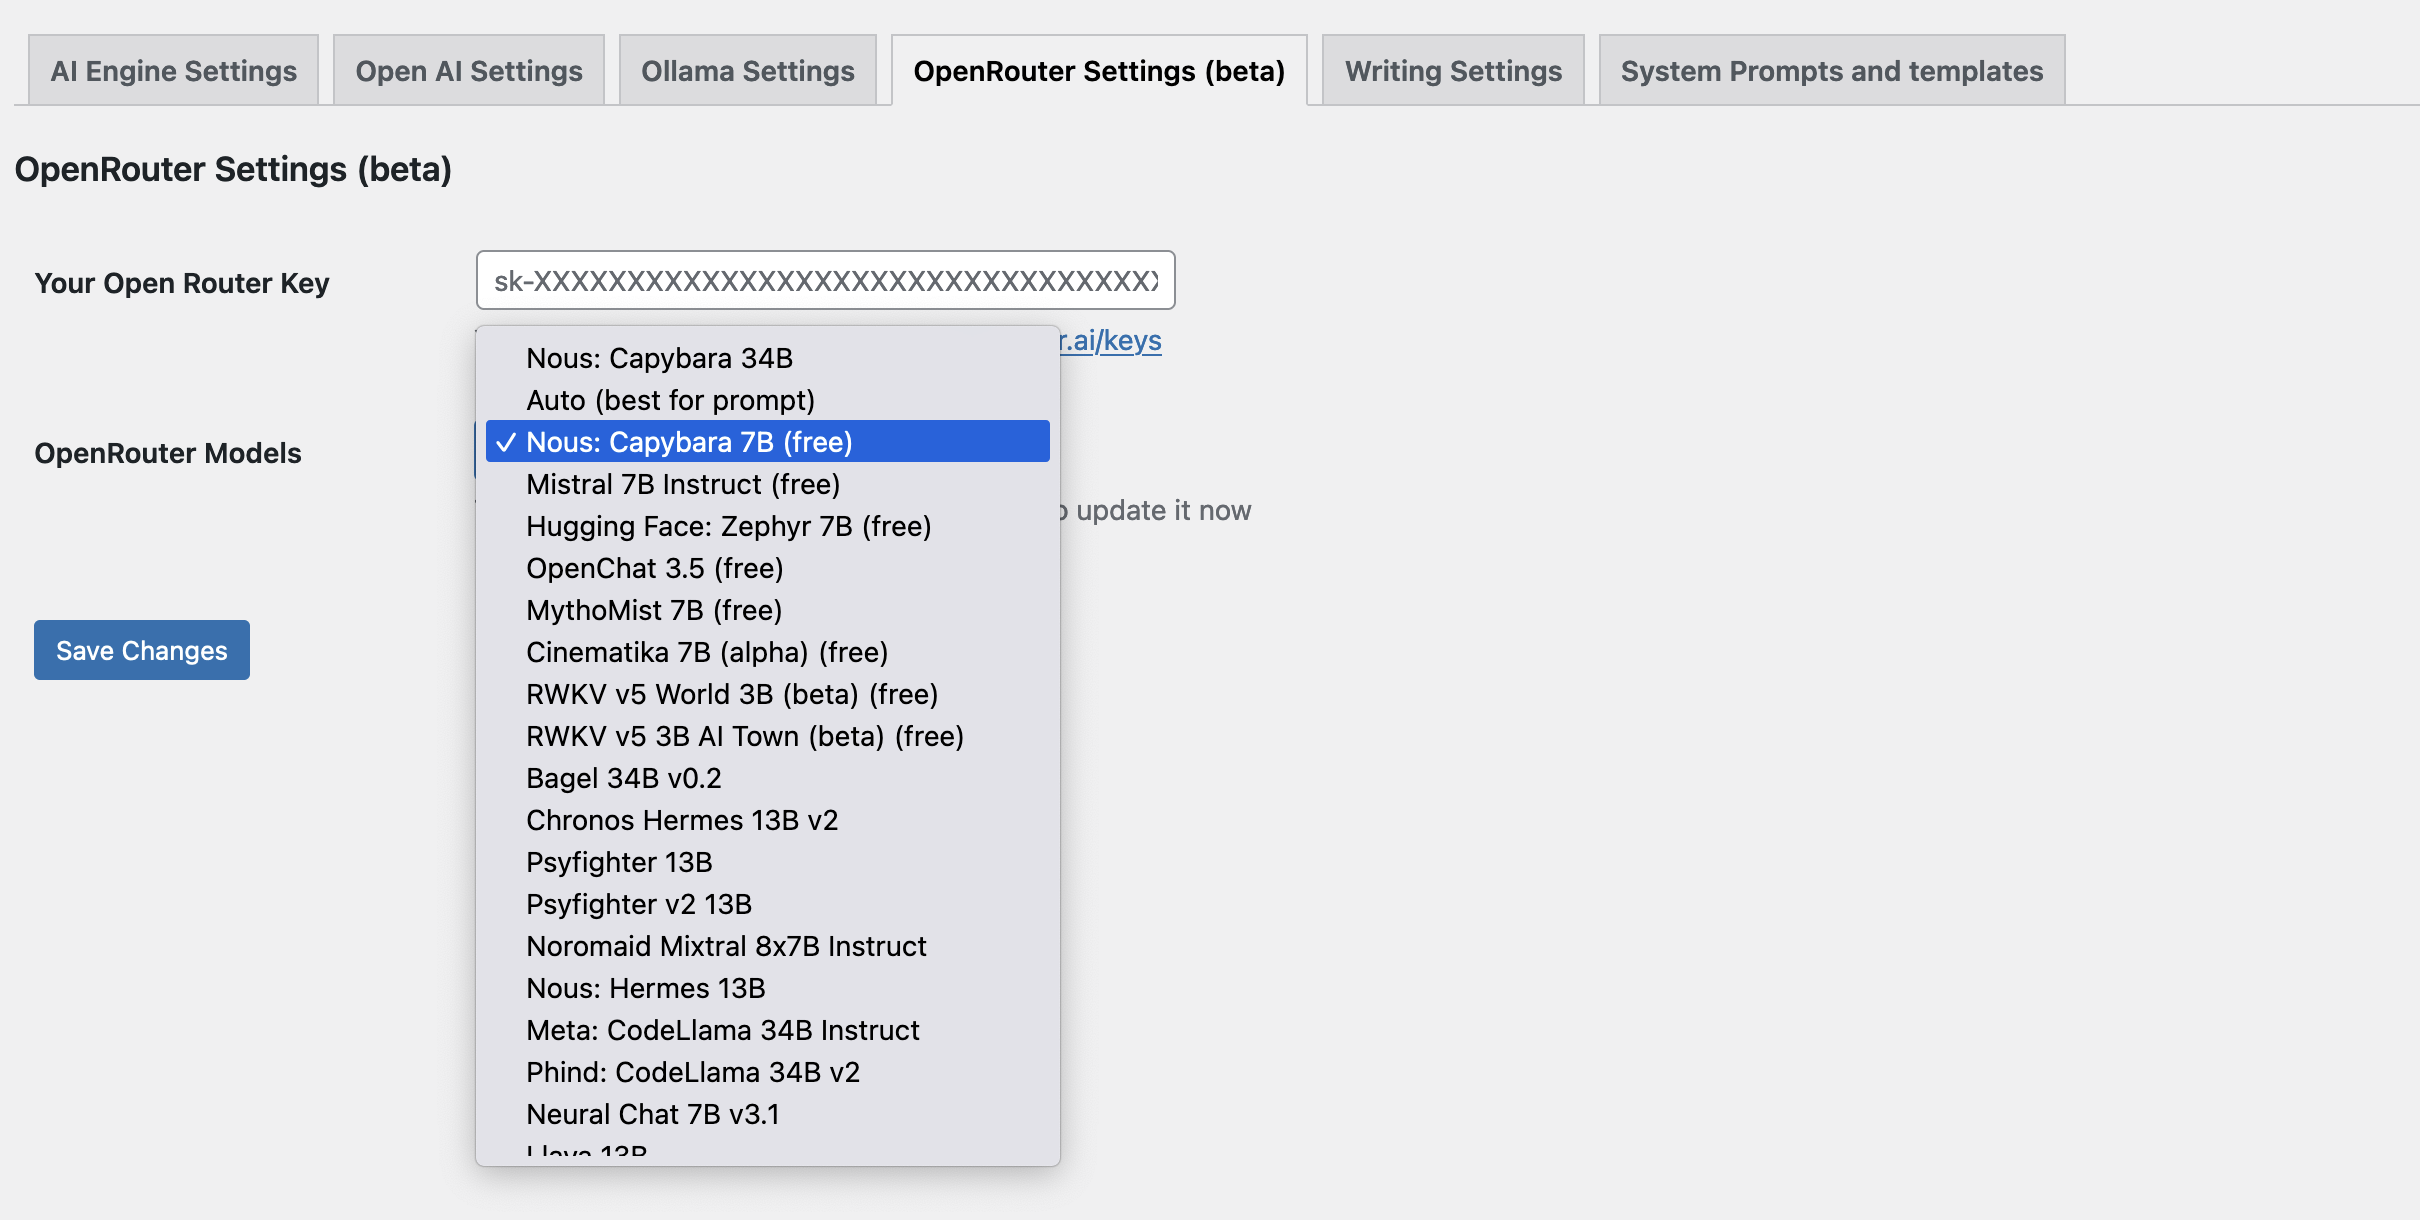 AI Engine Settings
Open AI Settings
Ollama Settings
OpenRouter Settings (beta)
Writing Settings
System Prompts and templates
OpenRouter Settings (beta)
Your Open Router Key
sk-XXXXXXXXXXXXXXXXXXXXXXXXXXXXXXXXXX
r.ai/keys
OpenRouter Models
Nous: Capybara 34B
Auto (best for prompt)
✓ Nous: Capybara 7B (free)
Mistral 7B Instruct (free)
Hugging Face: Zephyr 7B (free)
OpenChat 3.5 (free)
MythoMist 7B (free)
Cinematika 7B (alpha) (free)
RWKV v5 World 3B (beta) (free)
RWKV v5 3B AI Town (beta) (free)
Bagel 34B v0.2
Chronos Hermes 13B v2
Psyfighter 13B
Psyfighter v2 13B
Noromaid Mixtral 8x7B Instruct
Nous: Hermes 13B
Meta: CodeLlama 34B Instruct
Phind: CodeLlama 34B v2
Neural Chat 7B v3.1
Llava 13B
update it now
Save Changes